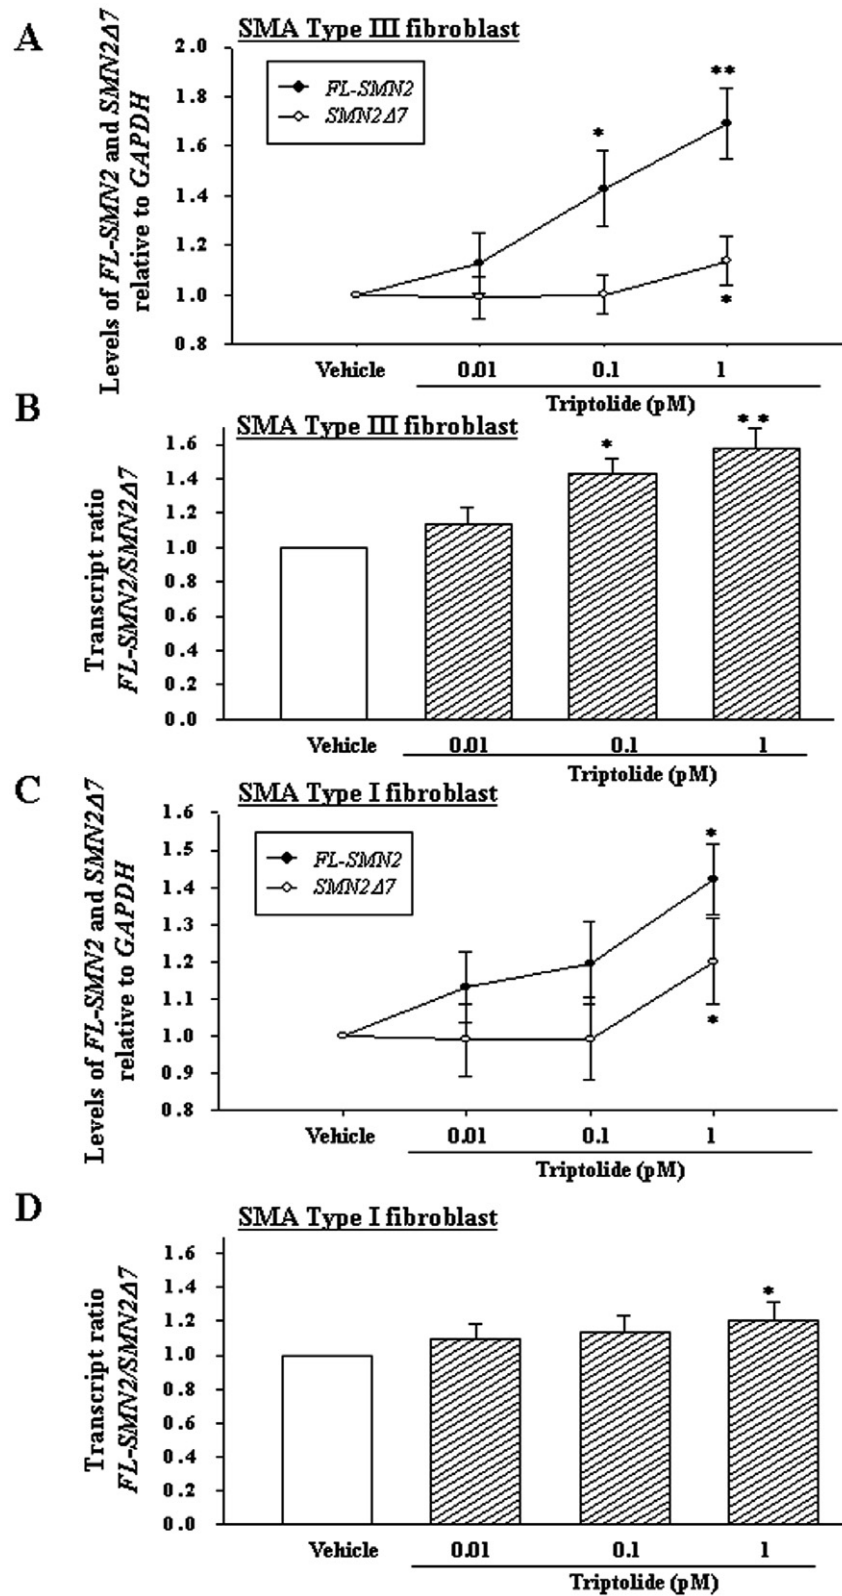 A
SMA Type III fibroblast
Levels of FL-SMN2 and SMN2Δ7
relative to GAPDH
2.0
1.8
1.6
1.4
1.2
1.0
0.8
FL-SMN2
SMN2Δ7
*
**
*
Vehicle 0.01 0.1 1
Triptolide (pM)
B
SMA Type III fibroblast
Transcript ratio
FL-SMN2/SMN2Δ7
1.6
1.4
1.2
1.0
0.8
0.6
0.4
0.2
0.0
*
**
Vehicle 0.01 0.1 1
Triptolide (pM)
C
SMA Type I fibroblast
Levels of FL-SMN2 and SMN2Δ7
relative to GAPDH
1.6
1.5
1.4
1.3
1.2
1.1
1.0
0.9
0.8
FL-SMN2
SMN2Δ7
*
*
Vehicle 0.01 0.1 1
Triptolide (pM)
D
SMA Type I fibroblast
Transcript ratio
FL-SMN2/SMN2Δ7
1.6
1.4
1.2
1.0
0.8
0.6
0.4
0.2
0.0
*
Vehicle 0.01 0.1 1
Triptolide (pM)